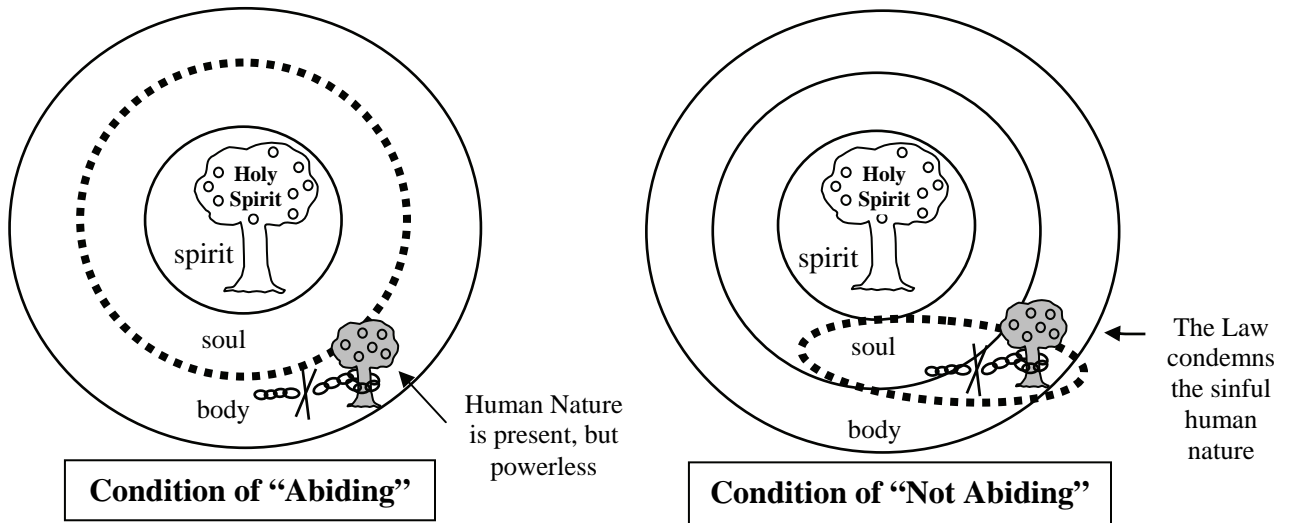 Holy
Spirit
spirit
soul
body
Human Nature
is present, but
powerless
Condition of “Abiding”
Holy
Spirit
spirit
soul
body
The Law
condemns
the sinful
human
nature
Condition of “Not Abiding”